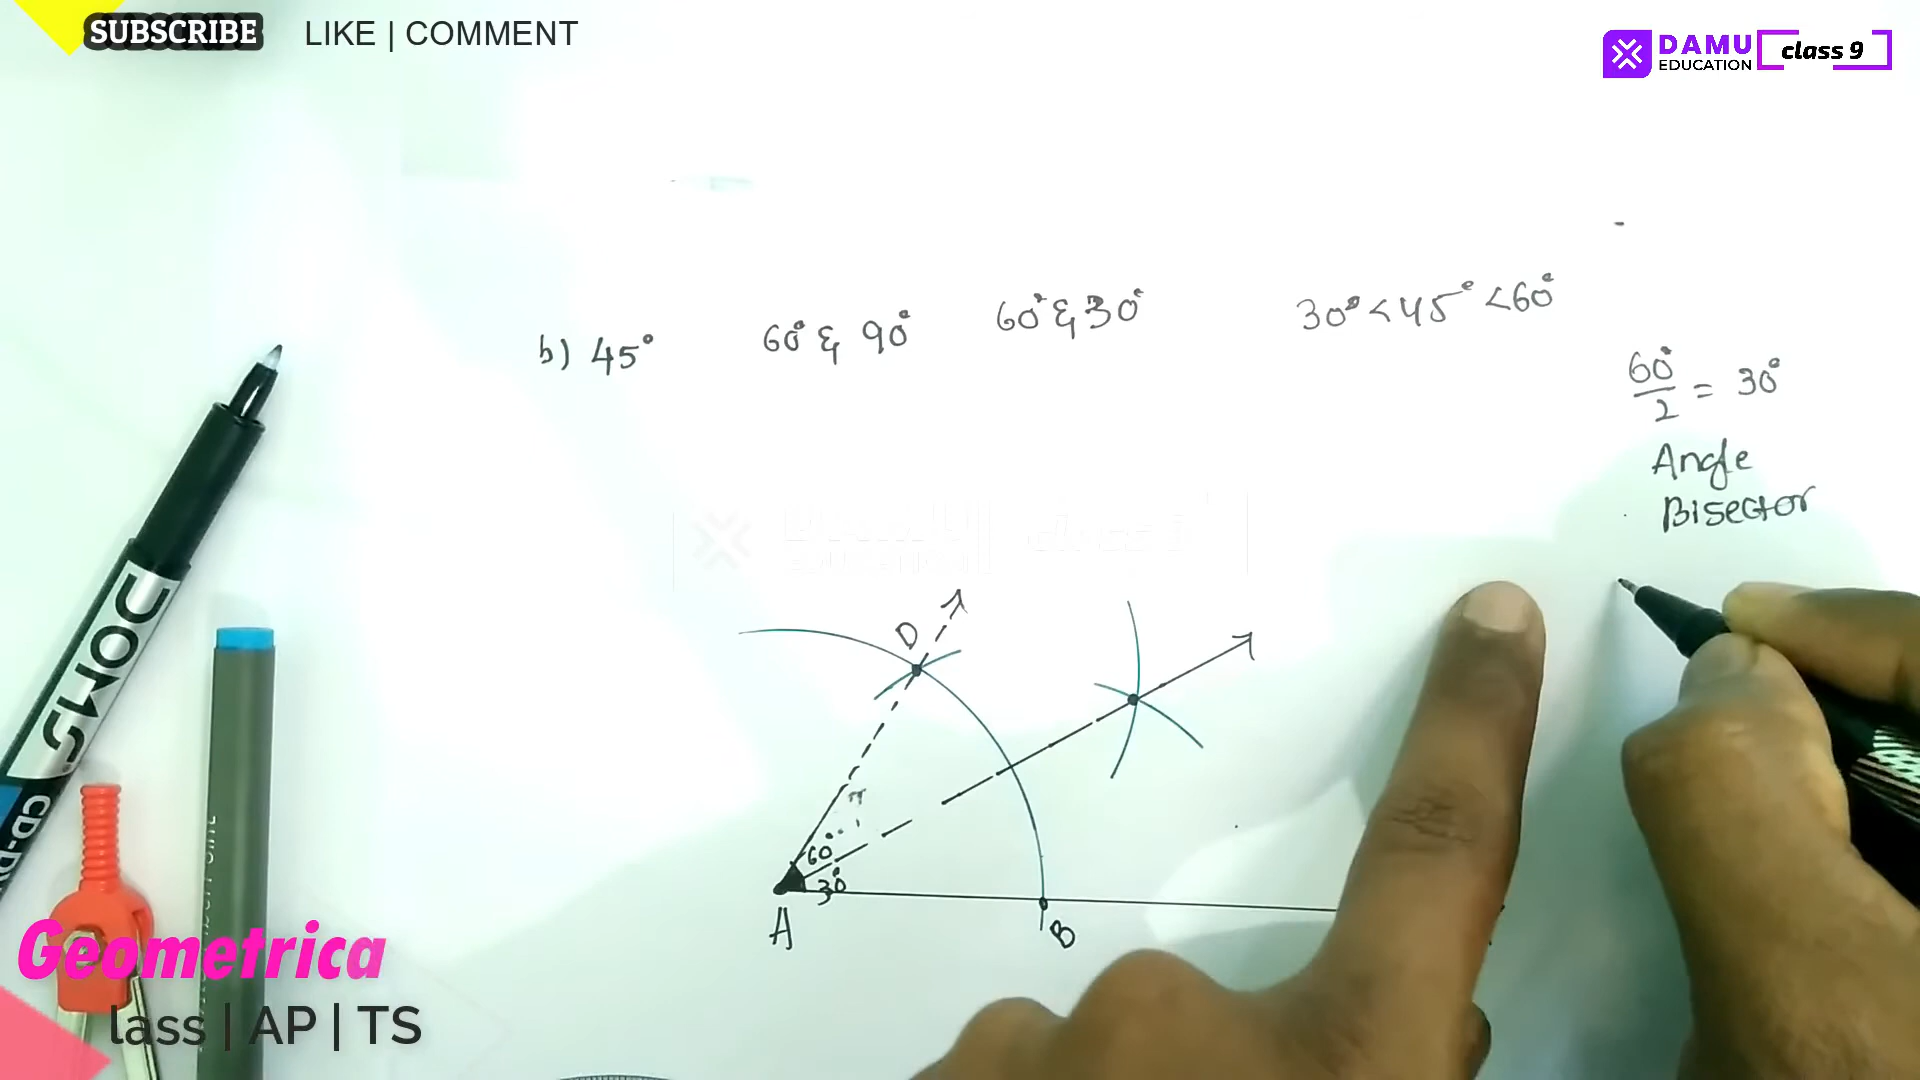 SUBSCRIBE
LIKE | COMMENT
DAMU
EDUCATION
class 9
b) 45°
60° & 90°
60° & 30°
30° < 45° < 60°
60°/2 = 30°
Angle
Bisector
D
60°
30°
A
B
DOMS
Geometrica
lass | AP | TS